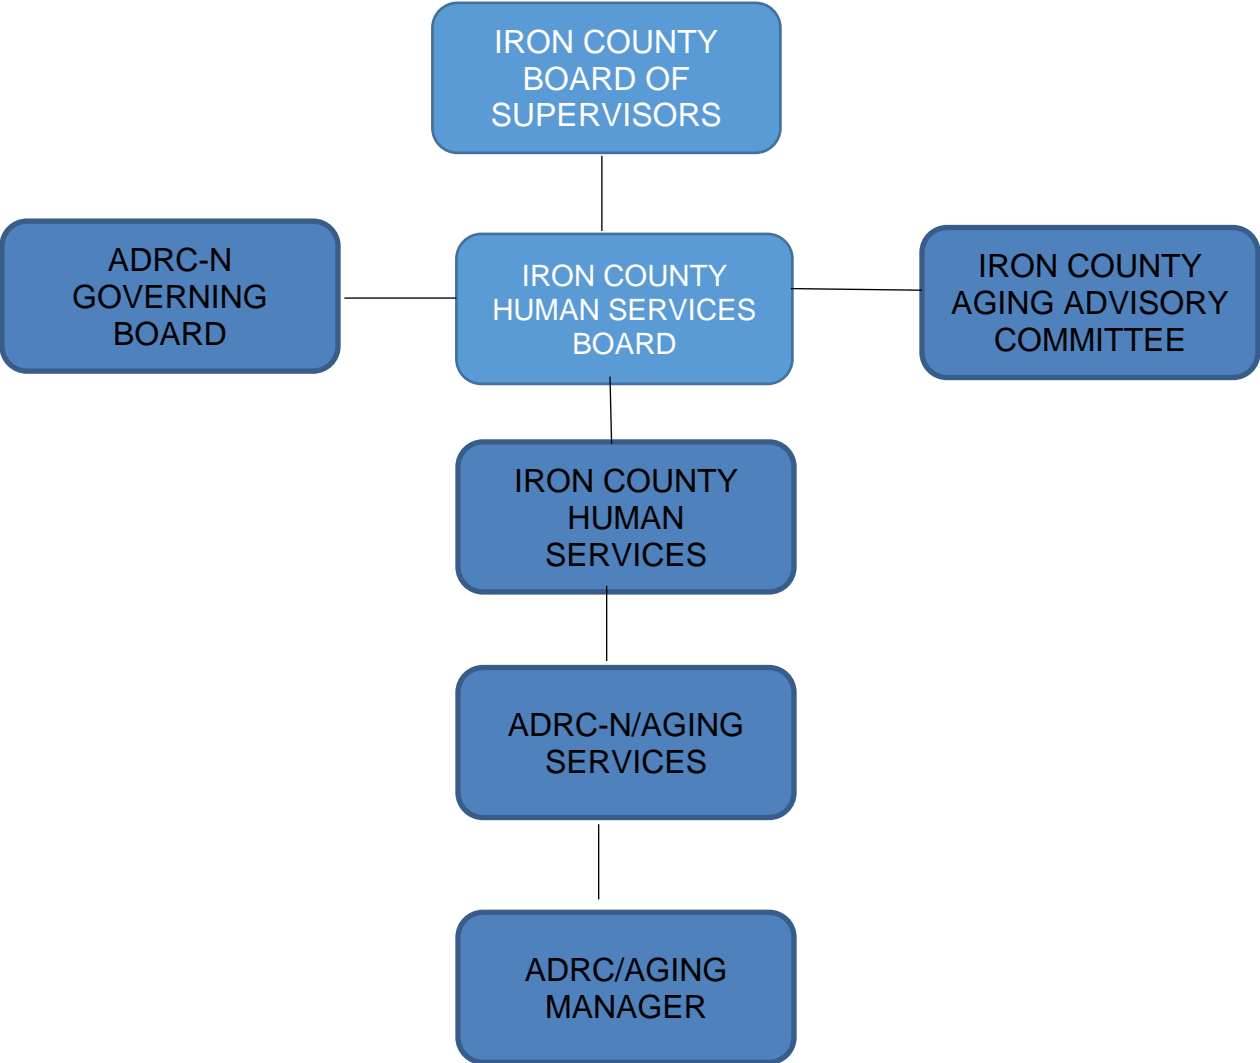 IRON COUNTY
BOARD OF
SUPERVISORS
ADRC-N
GOVERNING
BOARD
IRON COUNTY
HUMAN SERVICES
BOARD
IRON COUNTY
AGING ADVISORY
COMMITTEE
IRON COUNTY
HUMAN
SERVICES
ADRC-N/AGING
SERVICES
ADRC/AGING
MANAGER